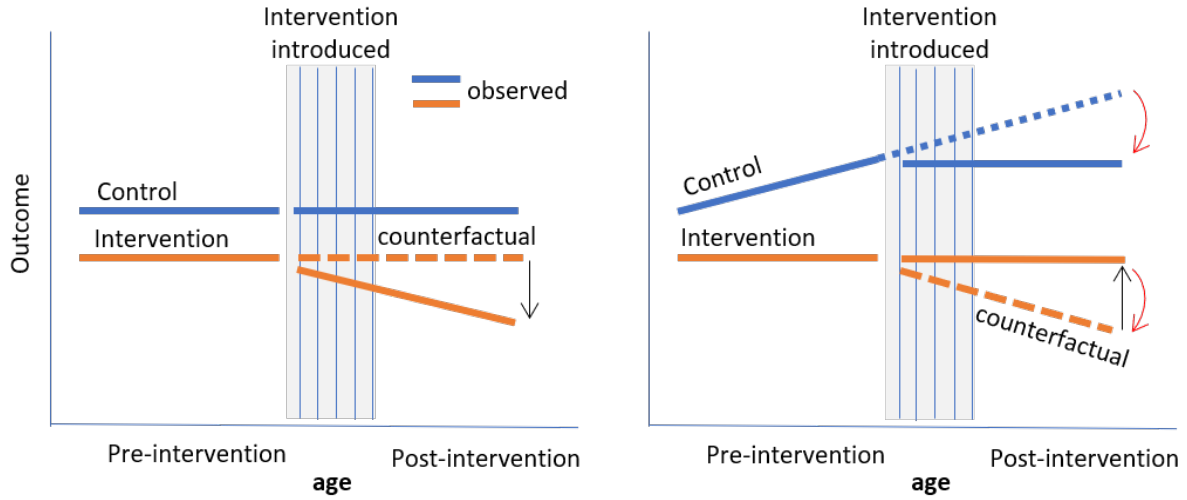 Intervention
introduced
observed
Control
Intervention
counterfactual
Outcome
Pre-intervention
Post-intervention
age
Intervention
introduced
Control
Intervention
counterfactual
Pre-intervention
Post-intervention
age